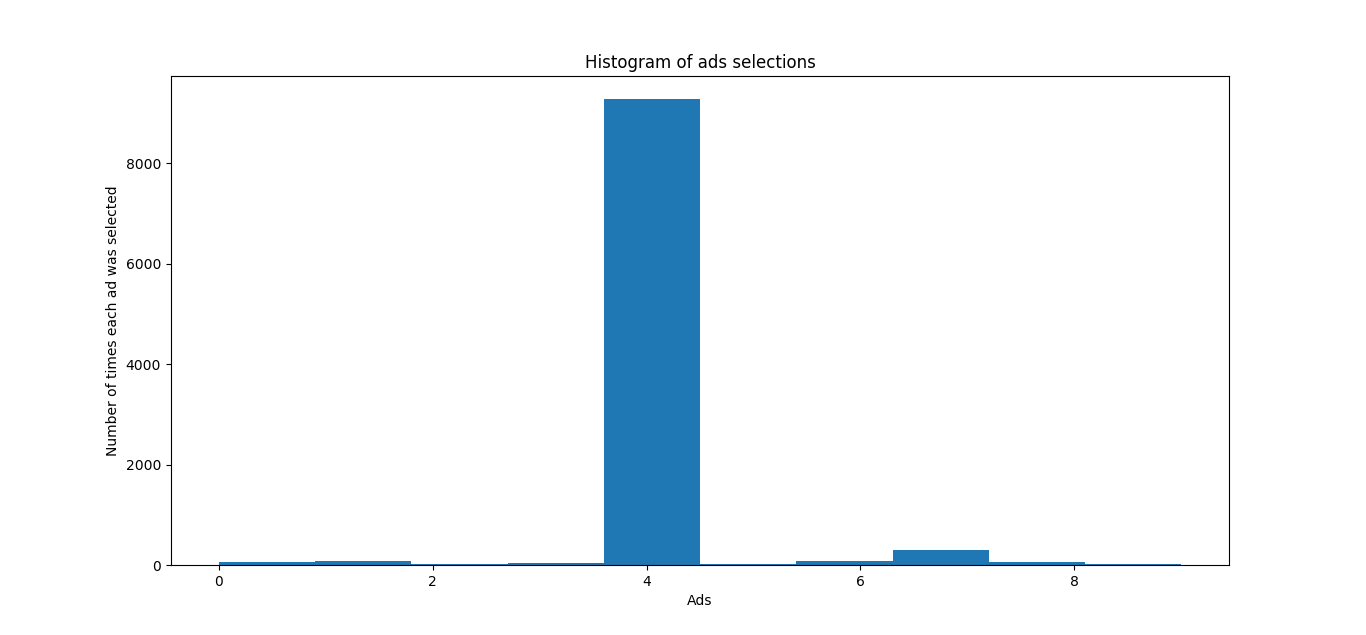 Histogram of ads selections
Number of times each ad was selected
8000
6000
4000
2000
0
0 2 4 6 8
Ads